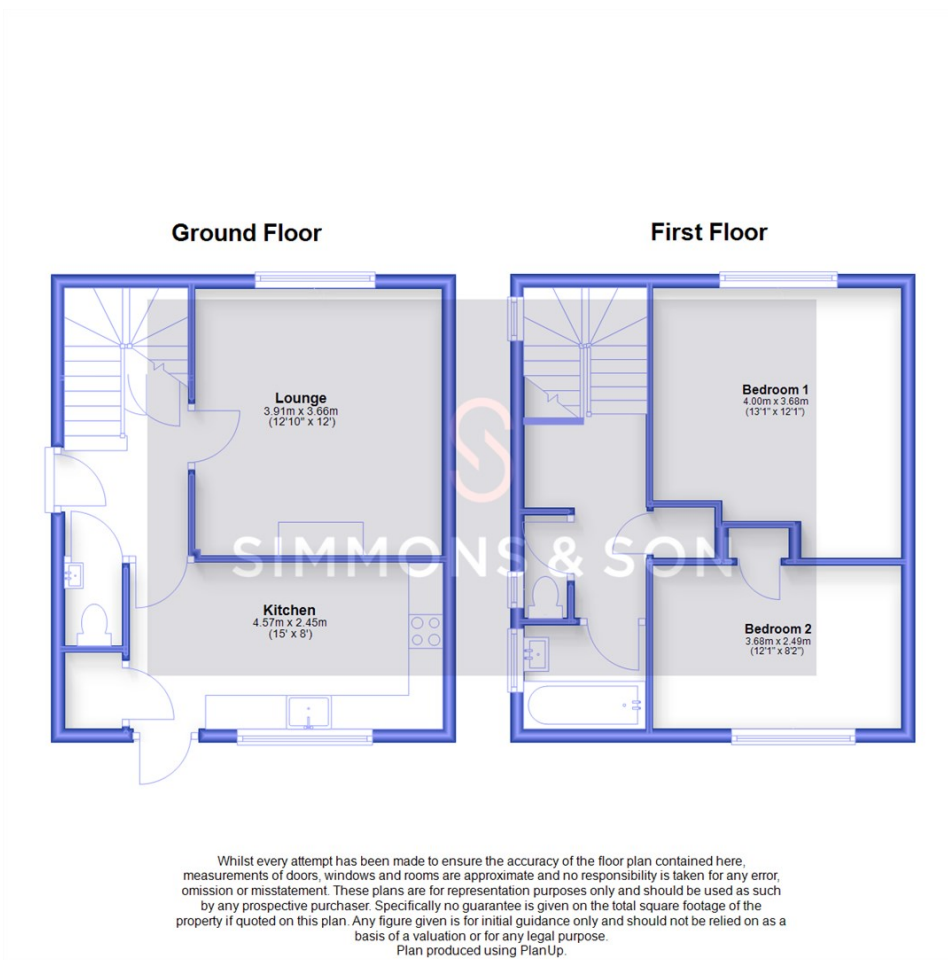 Ground Floor
First Floor
Lounge
3.91m x 3.66m
(12'10" x 12')
Bedroom 1
4.00m x 3.68m
(13'1" x 12'1")
SIMMONS & SON
Kitchen
4.57m x 2.45m
(15' x 8')
Bedroom 2
3.68m x 2.49m
(12'1" x 8'2")
Whilst every attempt has been made to ensure the accuracy of the floor plan contained here,
measurements of doors, windows and rooms are approximate and no responsibility is taken for any error,
omission or misstatement. These plans are for representation purposes only and should be used as such
by any prospective purchaser. Specifically no guarantee is given on the total square footage of the
property if quoted on this plan. Any figure given is for initial guidance only and should not be relied on as a
basis of a valuation or for any legal purpose.
Plan produced using PlanUp.